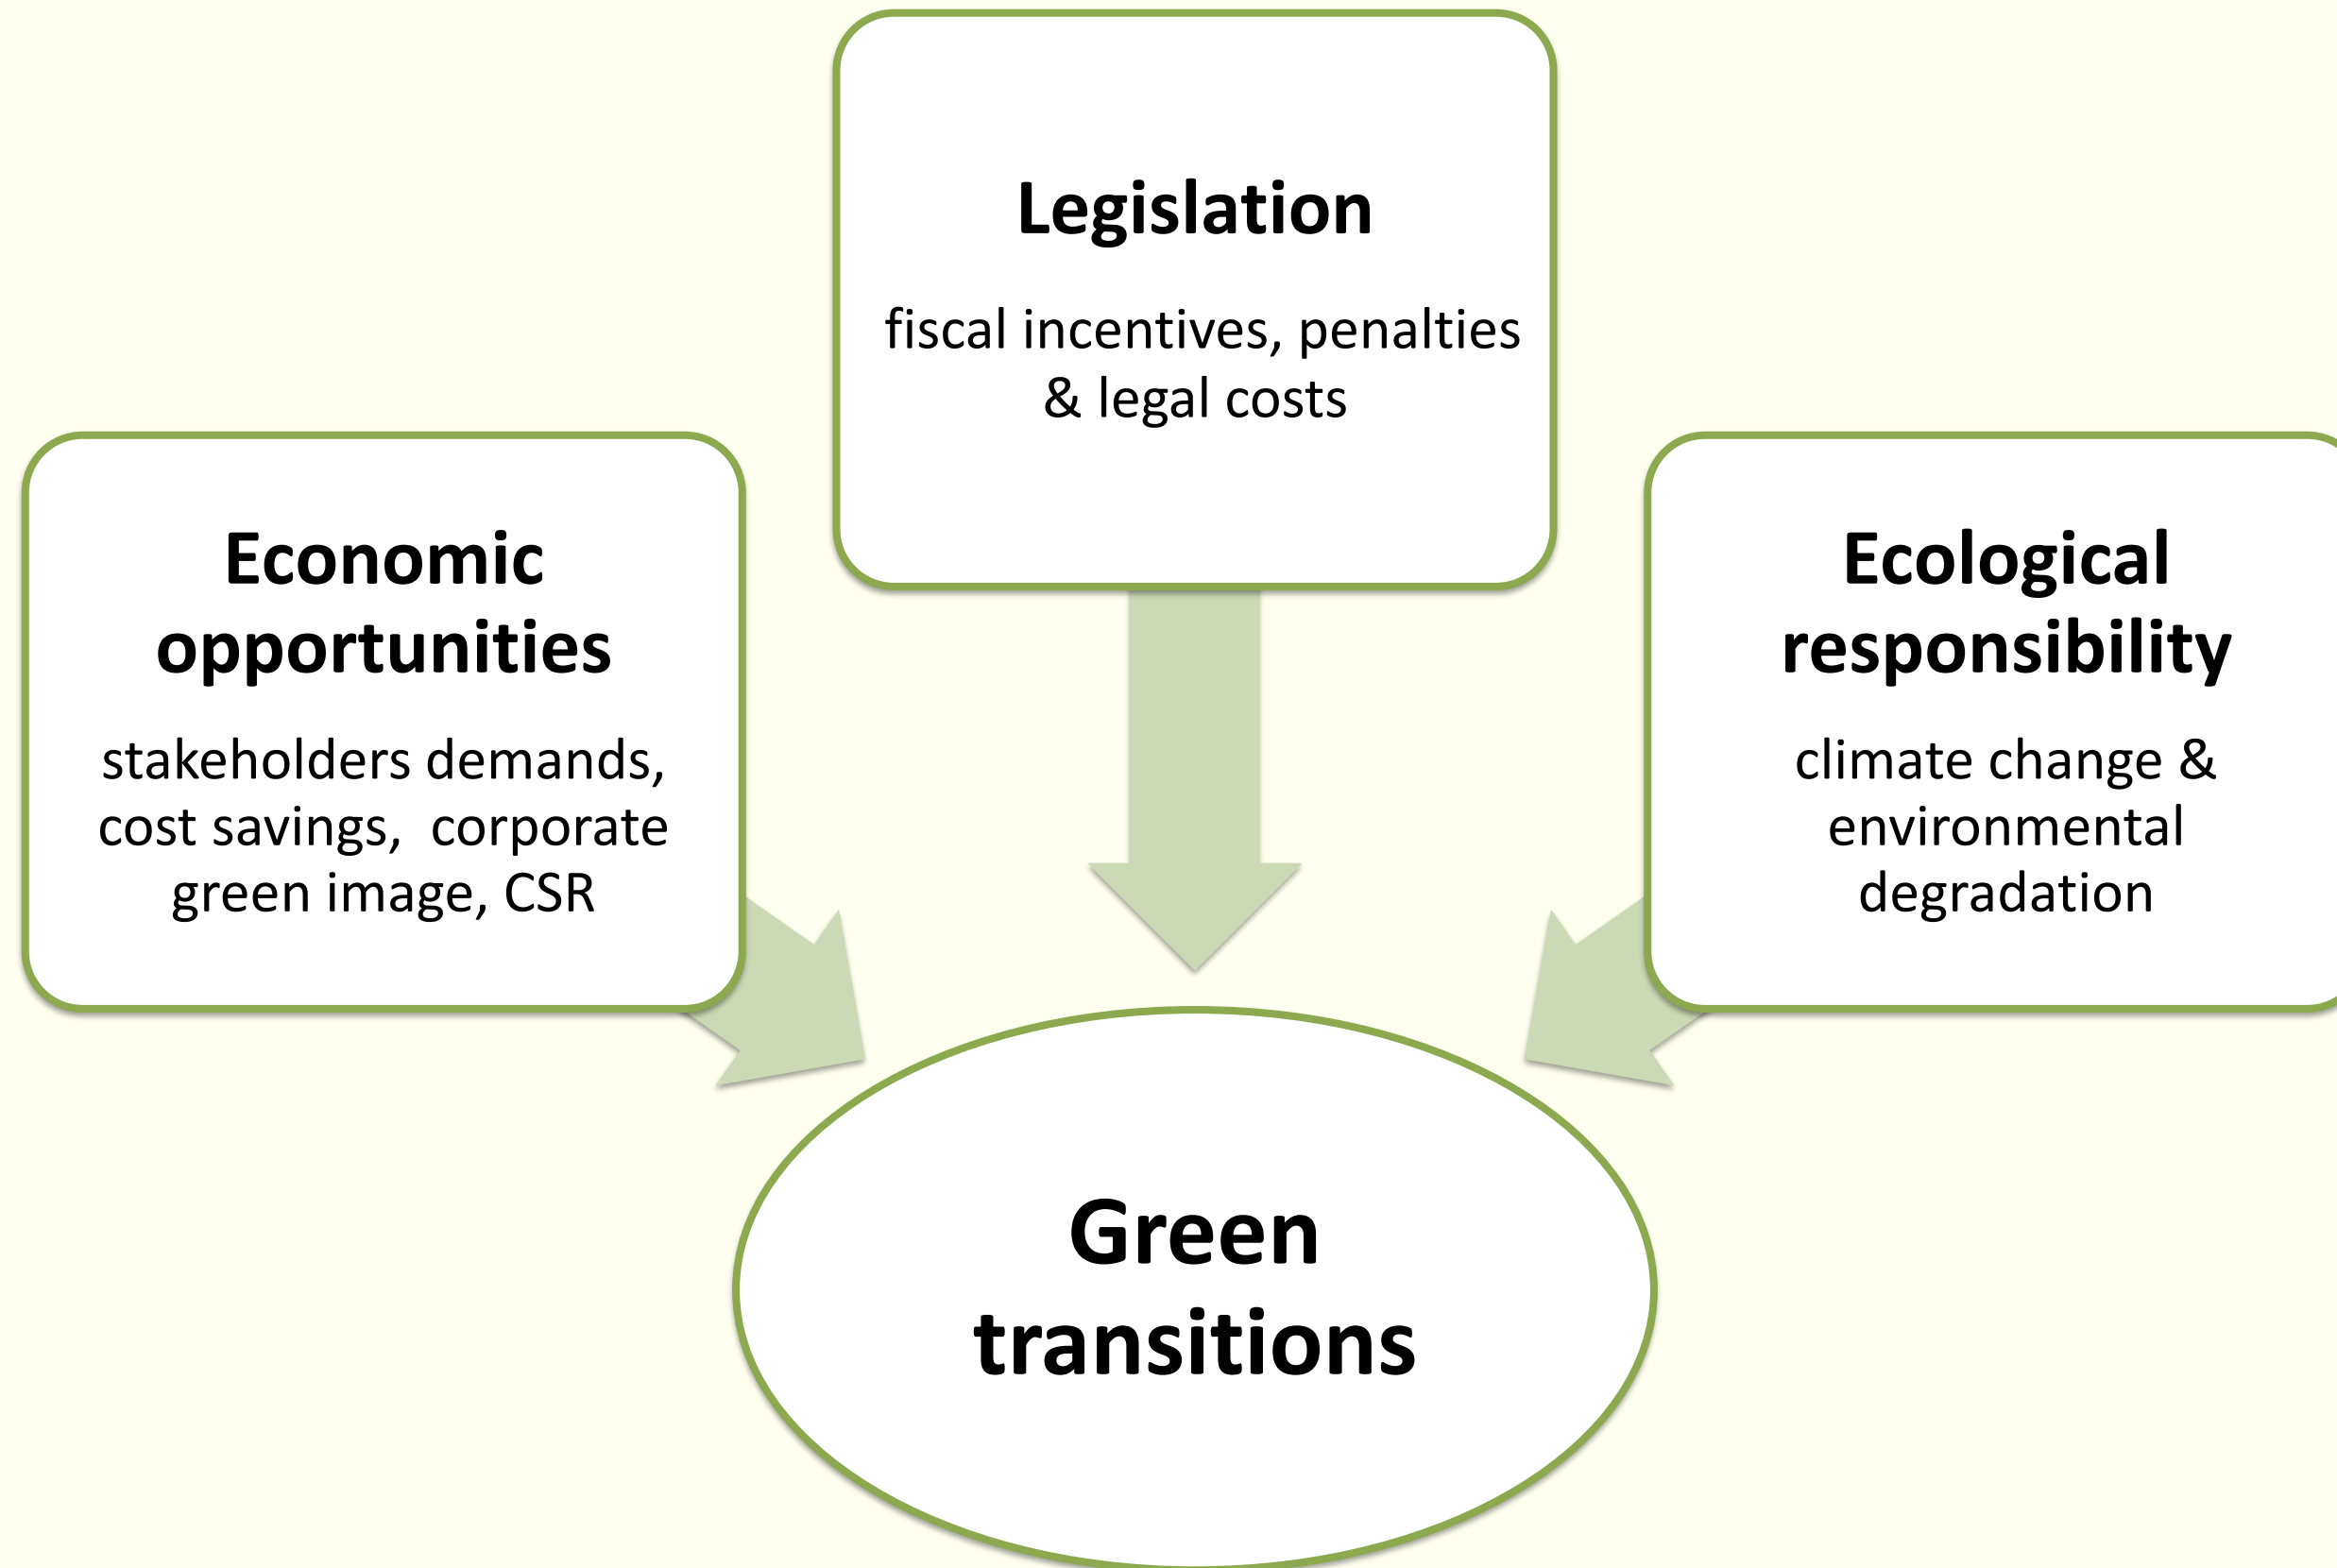 Legislation
fiscal incentives, penalties
& legal costs
Economic
opportunities
stakeholders demands,
cost savings,  corporate
green image, CSR
Ecological
responsibility
climate change &
environmental
degradation
Green
transitions